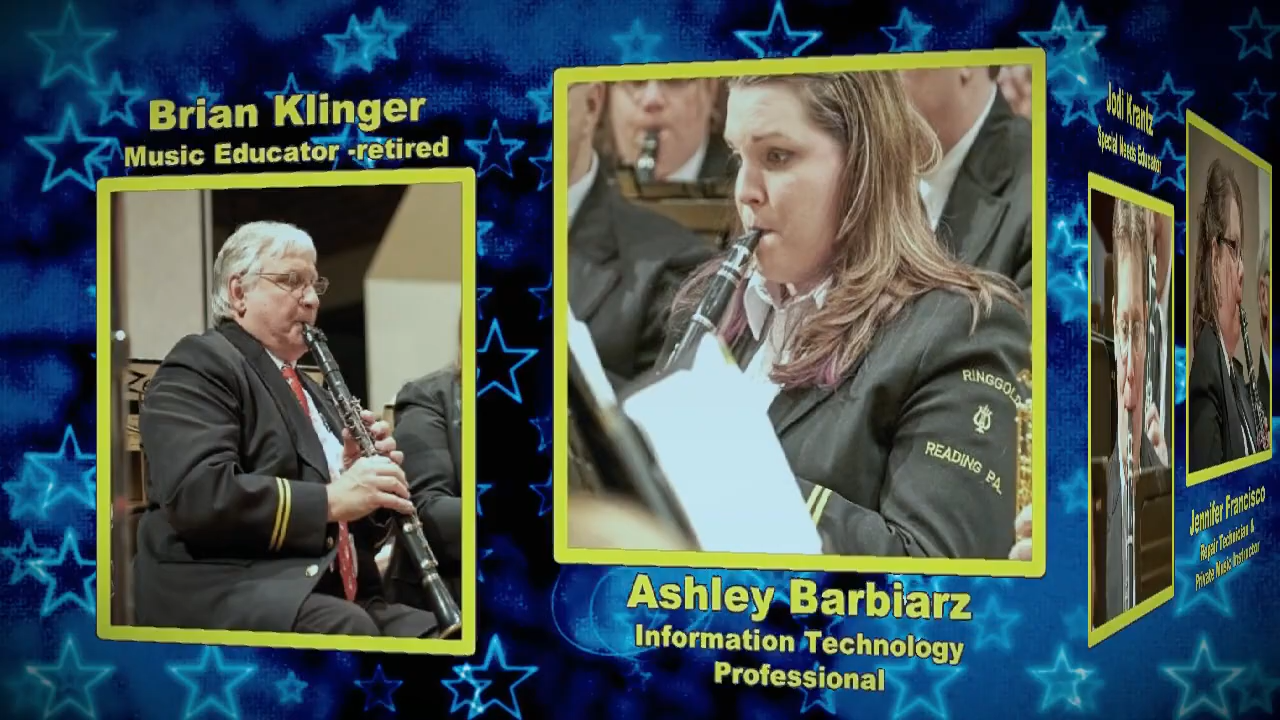 Brian Klinger
Music Educator -retired
Ashley Barbiarz
Information Technology
Professional
RINGGOLD
READING PA.
Jodi Krantz
Special Needs Educator
Jennifer Francisco
Repair Technician &
Private Music Instructor